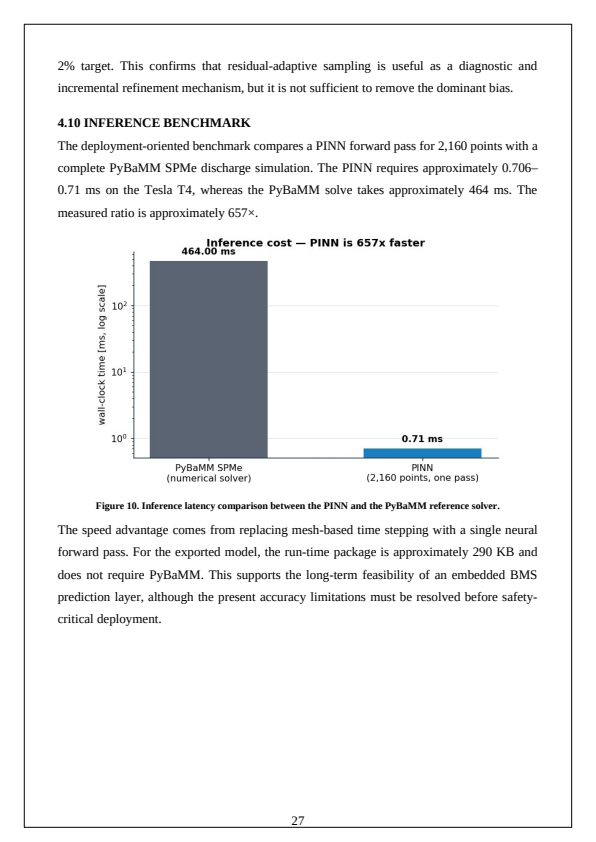 2% target. This confirms that residual-adaptive sampling is useful as a diagnostic and
incremental refinement mechanism, but it is not sufficient to remove the dominant bias.
4.10 INFERENCE BENCHMARK
The deployment-oriented benchmark compares a PINN forward pass for 2,160 points with a
complete PyBaMM SPMe discharge simulation. The PINN requires approximately 0.706–
0.71 ms on the Tesla T4, whereas the PyBaMM solve takes approximately 464 ms. The
measured ratio is approximately 657×.
Inference cost — PINN is 657x faster
464.00 ms
wall-clock time [ms, log scale]
10²
10¹
10⁰
0.71 ms
PyBaMM SPMe
(numerical solver)
PINN
(2,160 points, one pass)
Figure 10. Inference latency comparison between the PINN and the PyBaMM reference solver.
The speed advantage comes from replacing mesh-based time stepping with a single neural
forward pass. For the exported model, the run-time package is approximately 290 KB and
does not require PyBaMM. This supports the long-term feasibility of an embedded BMS
prediction layer, although the present accuracy limitations must be resolved before safety-
critical deployment.
27